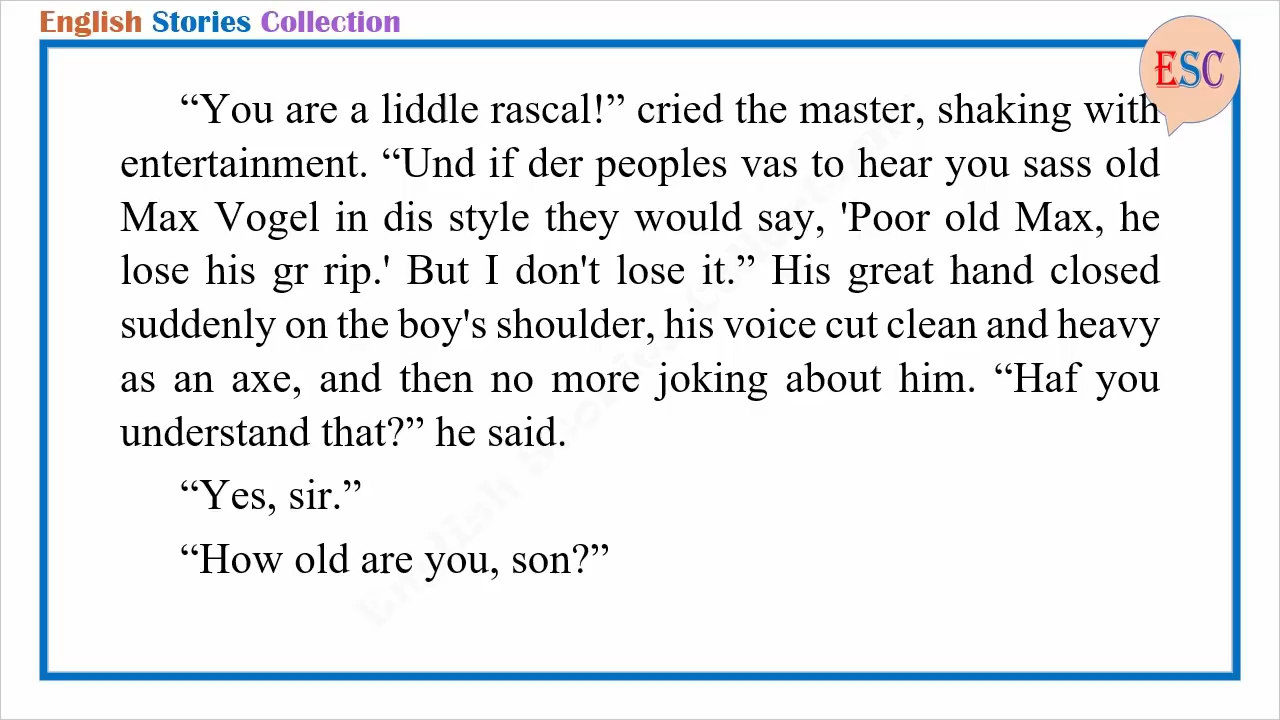 English Stories Collection
ESC
“You are a liddle rascal!” cried the master, shaking with
entertainment. “Und if der peoples vas to hear you sass old
Max Vogel in dis style they would say, 'Poor old Max, he
lose his gr rip.' But I don't lose it.” His great hand closed
suddenly on the boy's shoulder, his voice cut clean and heavy
as an axe, and then no more joking about him. “Haf you
understand that?” he said.
“Yes, sir.”
“How old are you, son?”